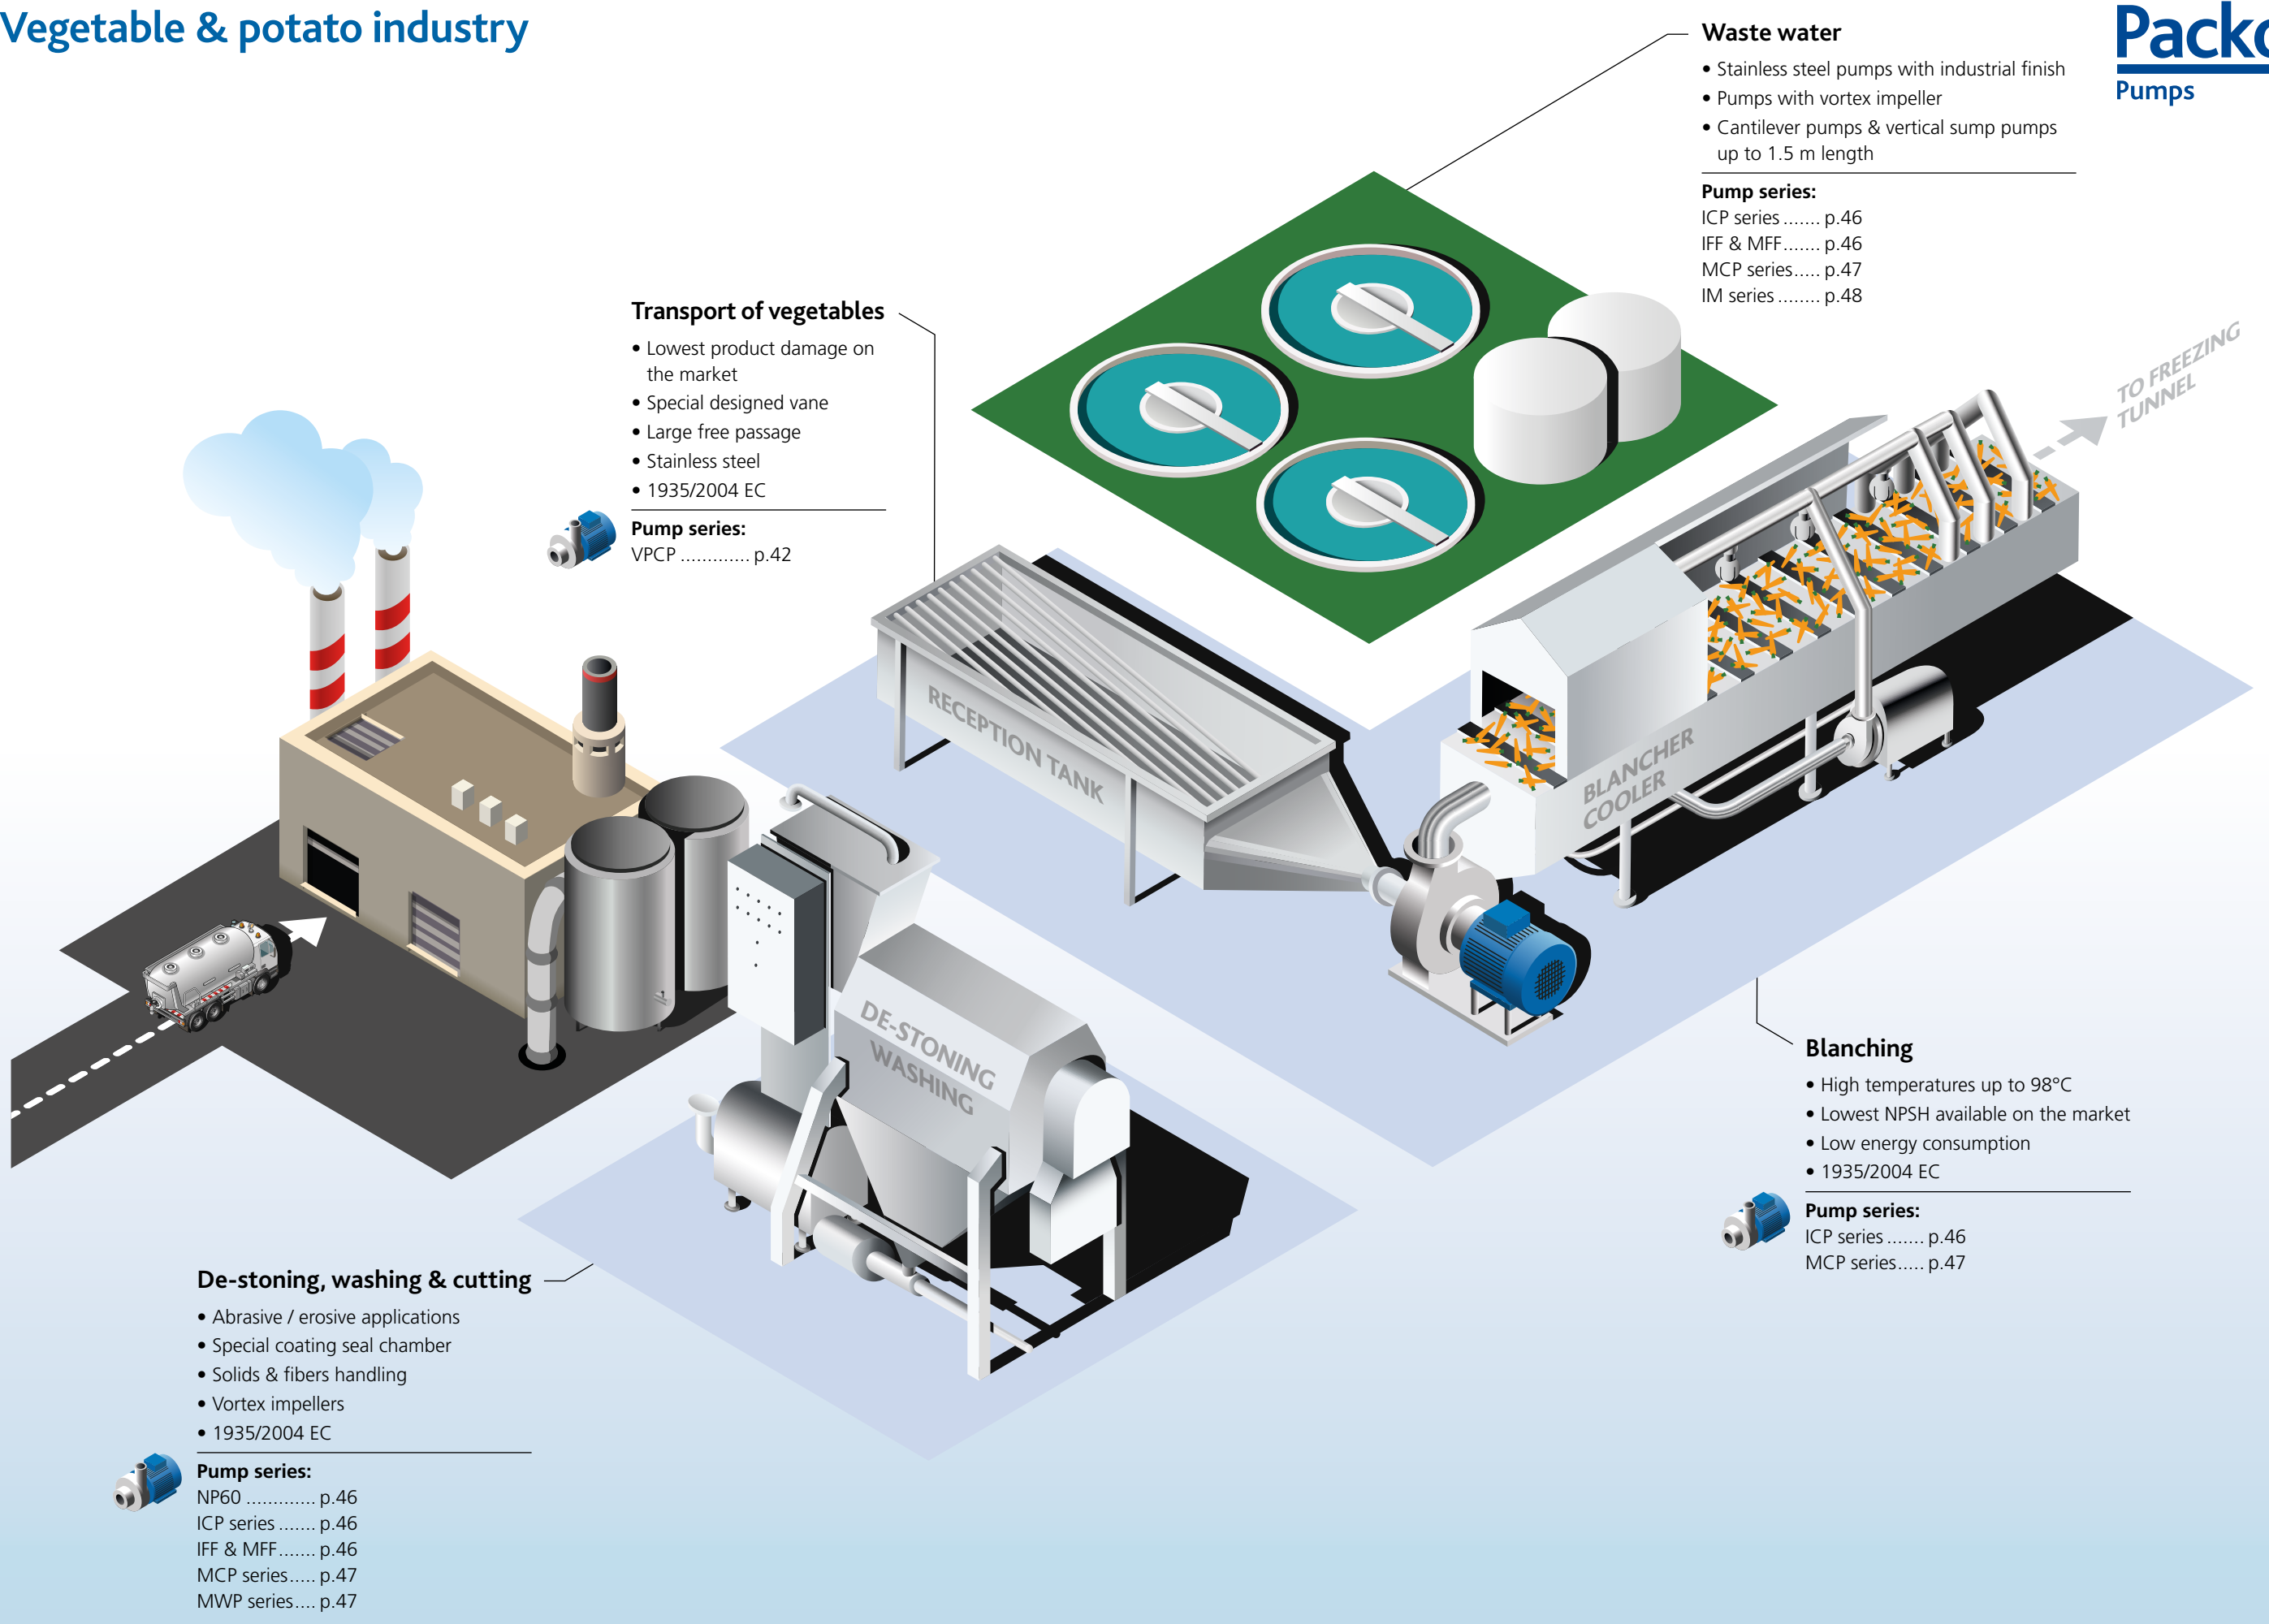 Vegetable & potato industry
Pumps
Waste water
• Stainless steel pumps with industrial finish
• Pumps with vortex impeller
• Cantilever pumps & vertical sump pumps
up to 1.5 m length
Pump series:
ICP series ....... p.46
IFF & MFF....... p.46
MCP series..... p.47
IM series ........ p.48
Transport of vegetables
• Lowest product damage on
the market
• Special designed vane
• Large free passage
• Stainless steel
• 1935/2004 EC
Pump series:
VPCP ............. p.42
TO FREEZING
TUNNEL
RECEPTION TANK
BLANCHER
COOLER
DE-STONING
WASHING
Blanching
• High temperatures up to 98°C
• Lowest NPSH available on the market
• Low energy consumption
• 1935/2004 EC
Pump series:
ICP series ....... p.46
MCP series..... p.47
De-stoning, washing & cutting
• Abrasive / erosive applications
• Special coating seal chamber
• Solids & fibers handling
• Vortex impellers
• 1935/2004 EC
Pump series:
NP60 ............. p.46
ICP series ....... p.46
IFF & MFF....... p.46
MCP series..... p.47
MWP series.... p.47